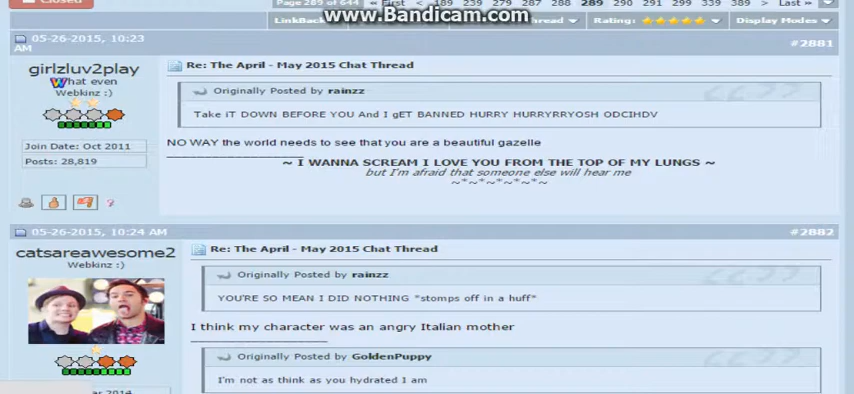 Closed
Page 289 of 644 First 189 239 279 287 288 289 290 291 299 339 389 Last
www.Bandicam.com
LinkBack Thread Rating: Display Modes
05-26-2015, 10:23 AM #2881
girlzluv2play
What even
Webkinz :)
Join Date: Oct 2011
Posts: 28,819
Re: The April - May 2015 Chat Thread
Originally Posted by rainzz
Take iT DOWN BEFORE YOU And I gET BANNED HURRY HURRYRRYOSH ODCIHDV
NO WAY the world needs to see that you are a beautiful gazelle
~ I WANNA SCREAM I LOVE YOU FROM THE TOP OF MY LUNGS ~
but I'm afraid that someone else will hear me
~*~*~*~*~*~
05-26-2015, 10:24 AM #2882
catsareawesome2
Webkinz :)
Re: The April - May 2015 Chat Thread
Originally Posted by rainzz
YOU'RE SO MEAN I DID NOTHING *stomps off in a huff*
I think my character was an angry Italian mother
Originally Posted by GoldenPuppy
I'm not as think as you hydrated I am
2014